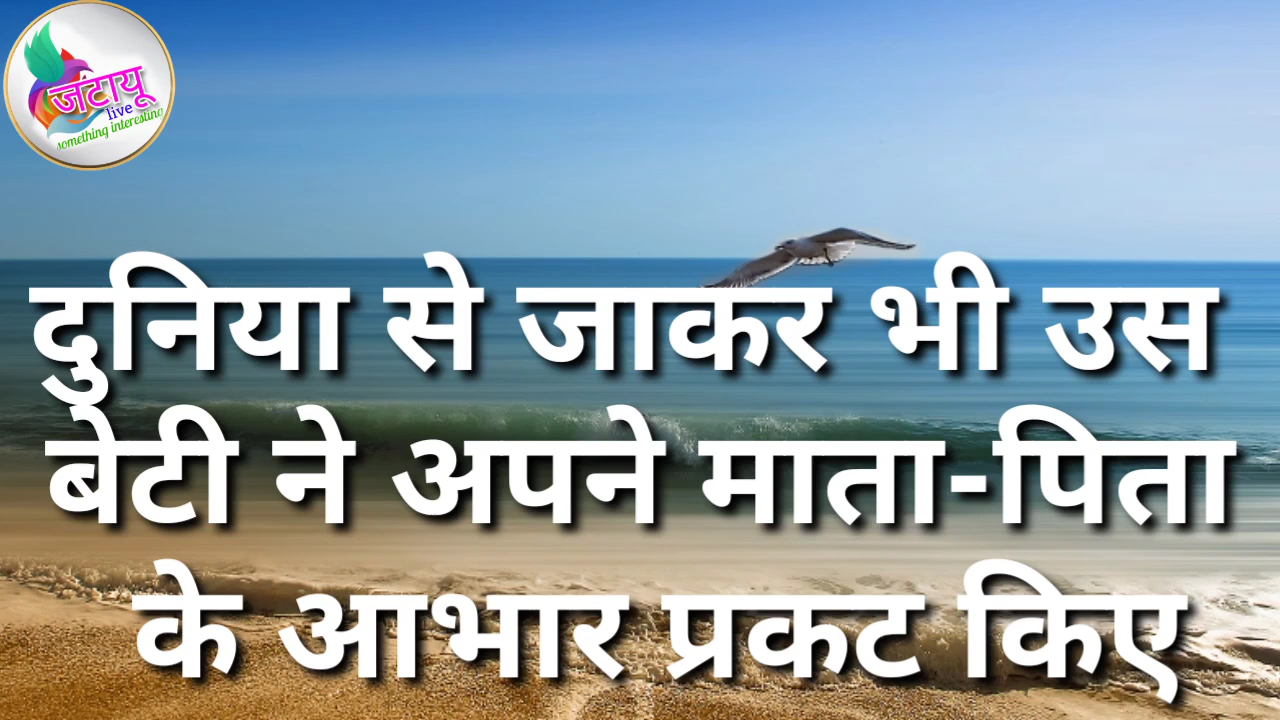 जटायू
live
something interesting
दुनिया से जाकर भी उस
बेटी ने अपने माता-पिता
के आभार प्रकट किए